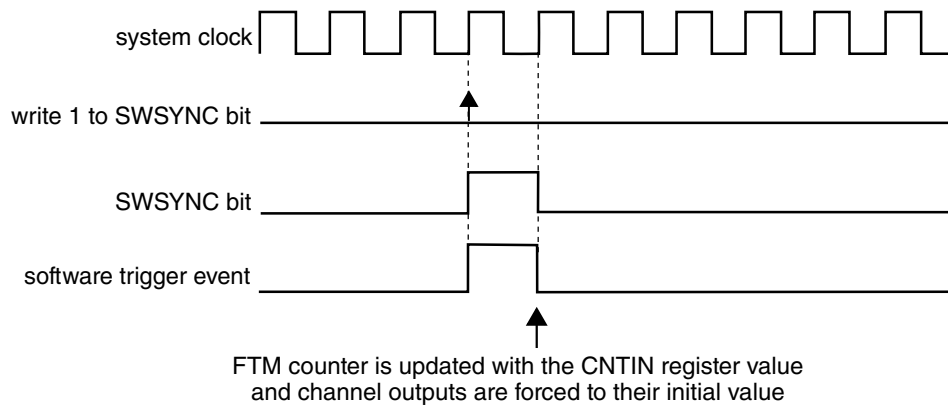 system clock
write 1 to SWSYNC bit
SWSYNC bit
software trigger event
FTM counter is updated with the CNTIN register value
and channel outputs are forced to their initial value